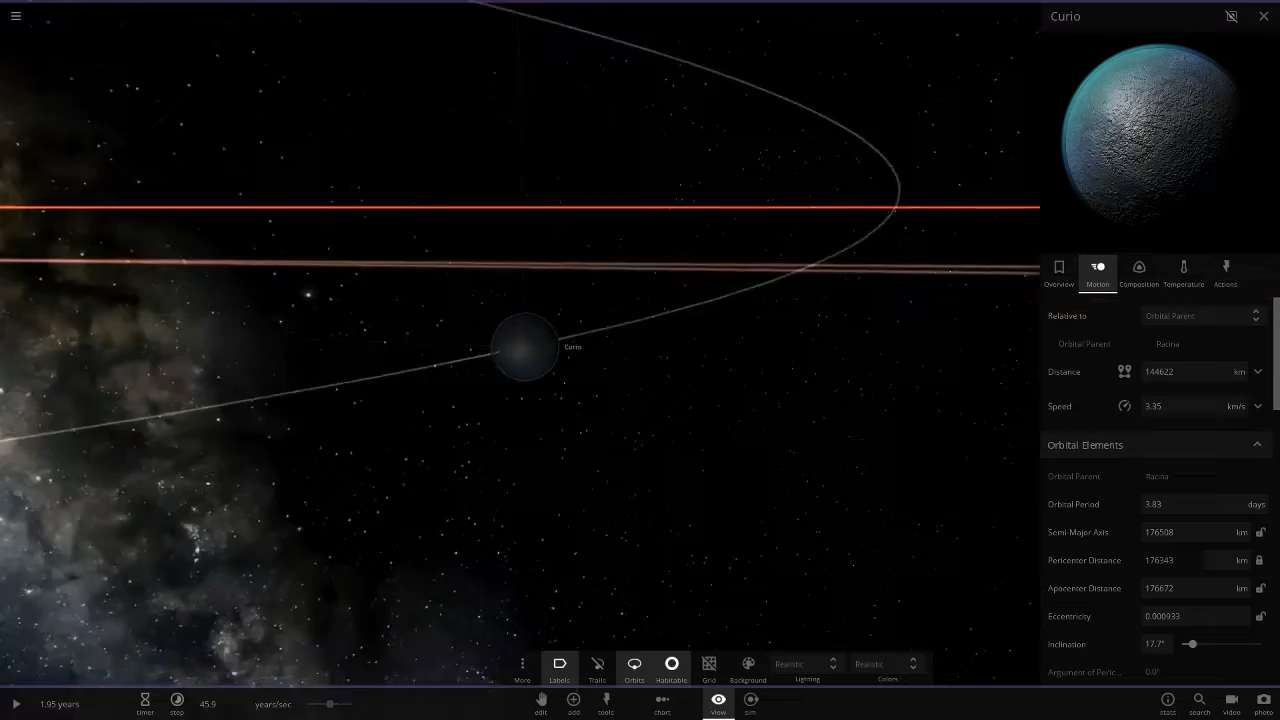 Curio
Overview Motion Composition Temperature Actions
Relative to Orbital Parent
Orbital Parent Racina
Distance 144622 km
Speed 3.35 km/s
Orbital Elements
Orbital Parent Racina
Orbital Period 3.83 days
Semi-Major Axis 176508 km
Pericenter Distance 176343 km
Apocenter Distance 176672 km
Eccentricity 0.000933
Inclination 17.7°
Argument of Peric... 0.0°
Curio
More Labels Trails Orbits Habitable Grid Background Realistic Lighting Realistic Colors
1.95 years timer step 45.9 years/sec edit add tools chart view sim stats search video photo